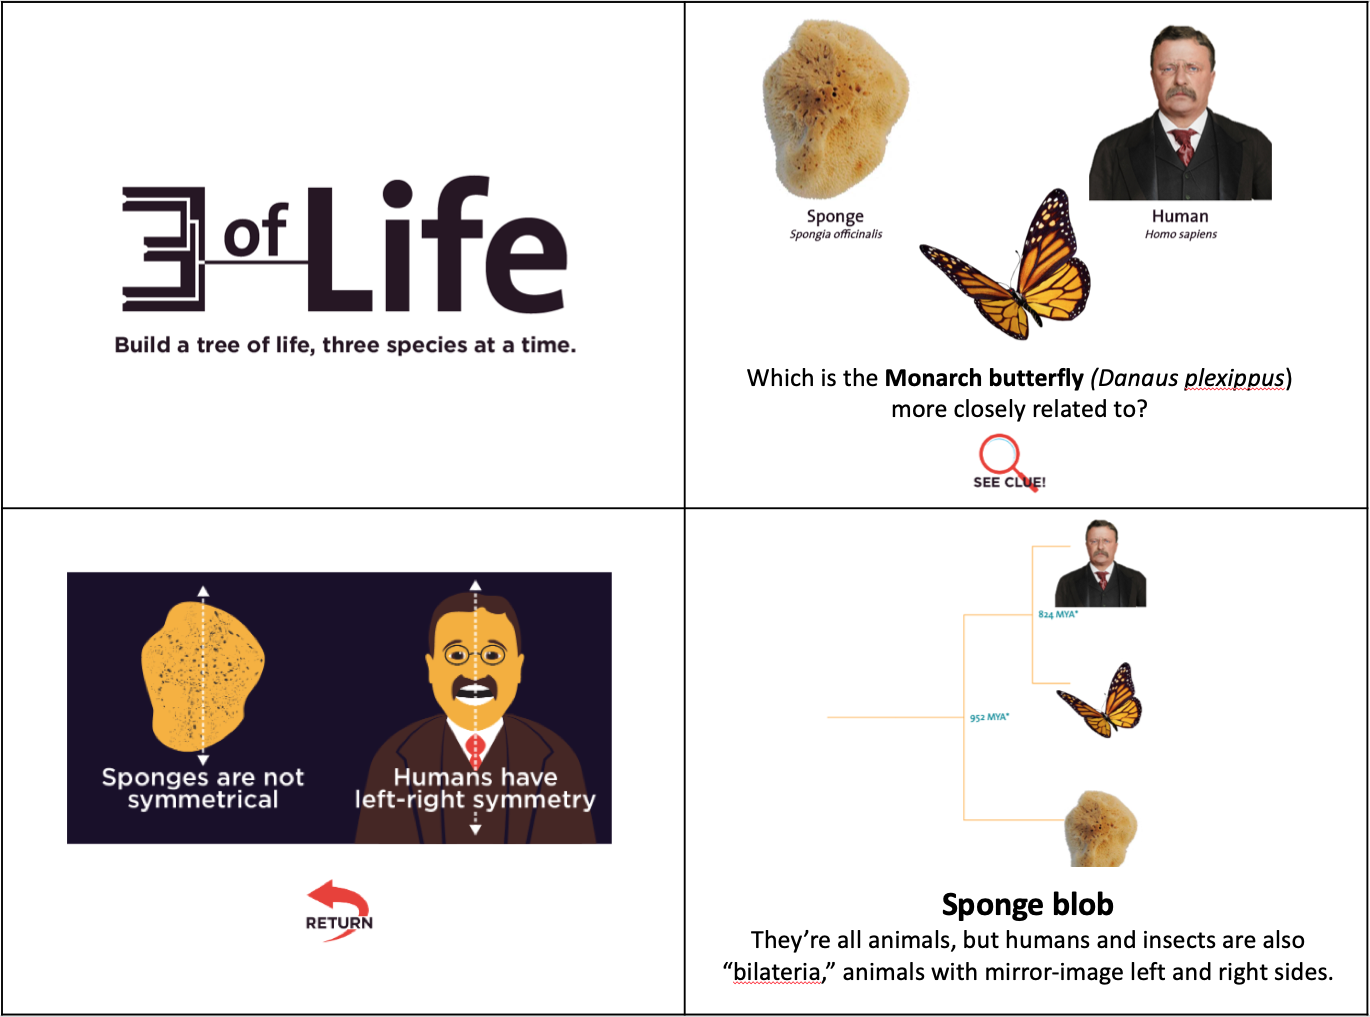 3 of Life
Build a tree of life, three species at a time.
Sponge
Spongia officinalis
Human
Homo sapiens
Which is the Monarch butterfly (Danaus plexippus)
more closely related to?
SEE CLUE!
Sponges are not
symmetrical
Humans have
left-right symmetry
RETURN
824 MYA*
952 MYA*
Sponge blob
They’re all animals, but humans and insects are also
“bilateria,” animals with mirror-image left and right sides.